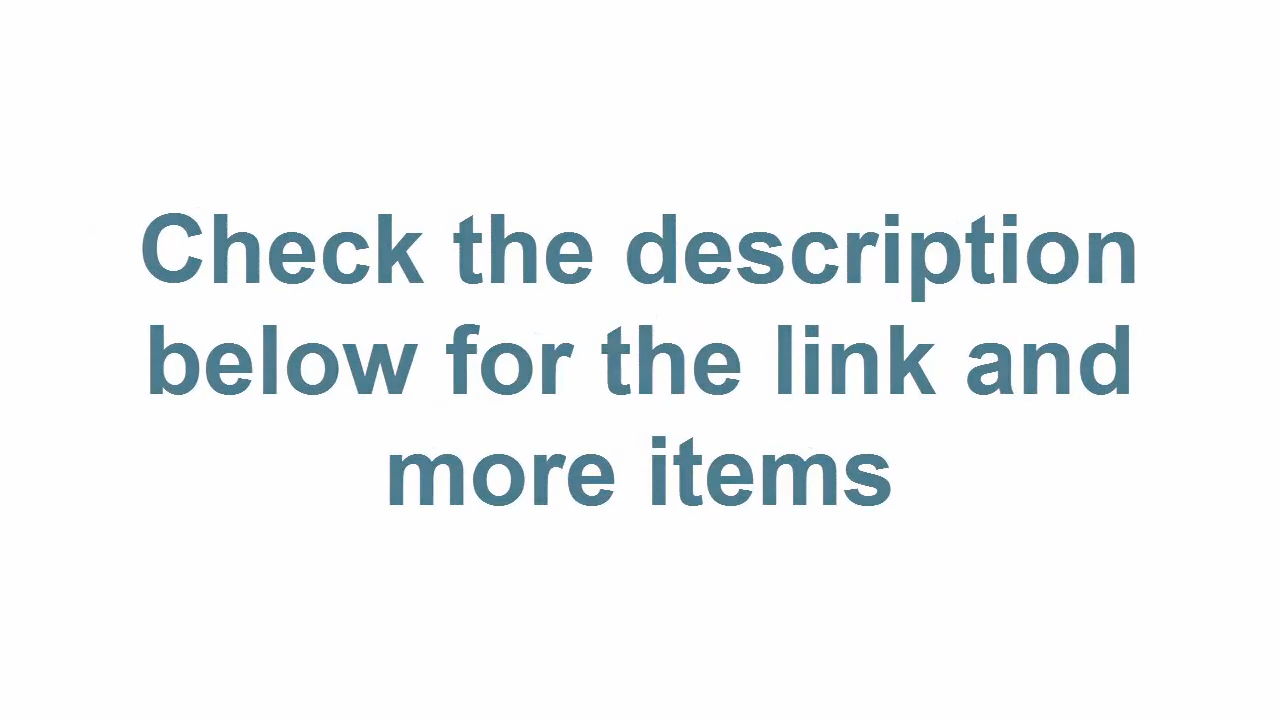 Check the description
below for the link and
more items